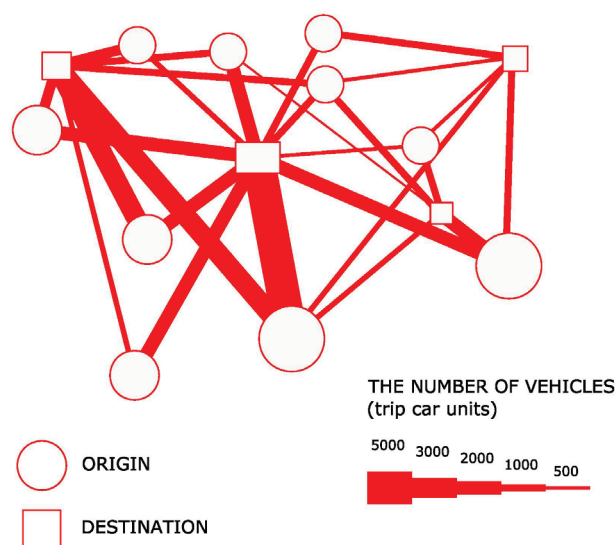 THE NUMBER OF VEHICLES
(trip car units)
5000 3000 2000 1000 500
ORIGIN
DESTINATION